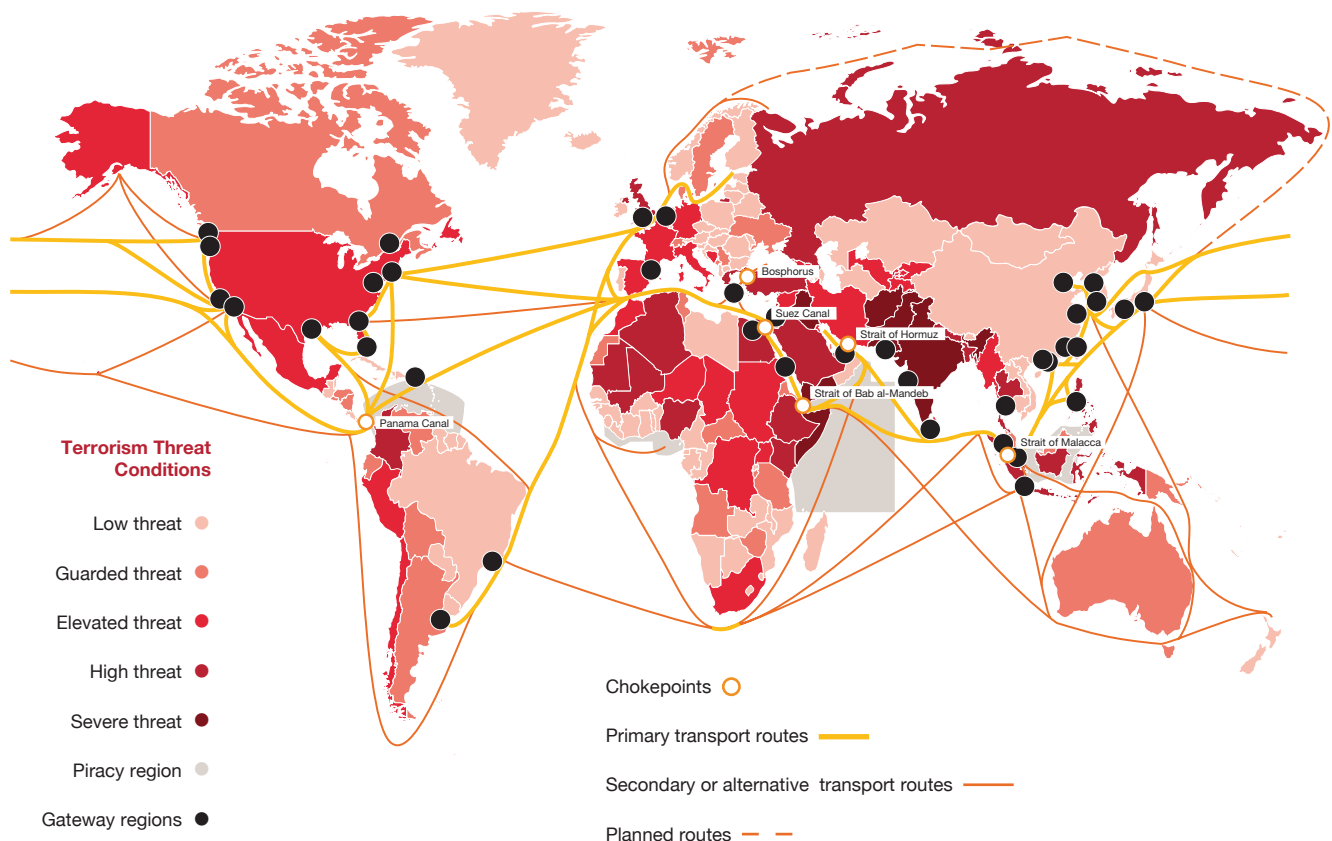 Bosphorus
Suez Canal
Strait of Hormuz
Strait of Bab al-Mandeb
Panama Canal
Strait of Malacca
Terrorism Threat
Conditions
Low threat
Guarded threat
Elevated threat
High threat
Severe threat
Piracy region
Gateway regions
Chokepoints
Primary transport routes
Secondary or alternative transport routes
Planned routes